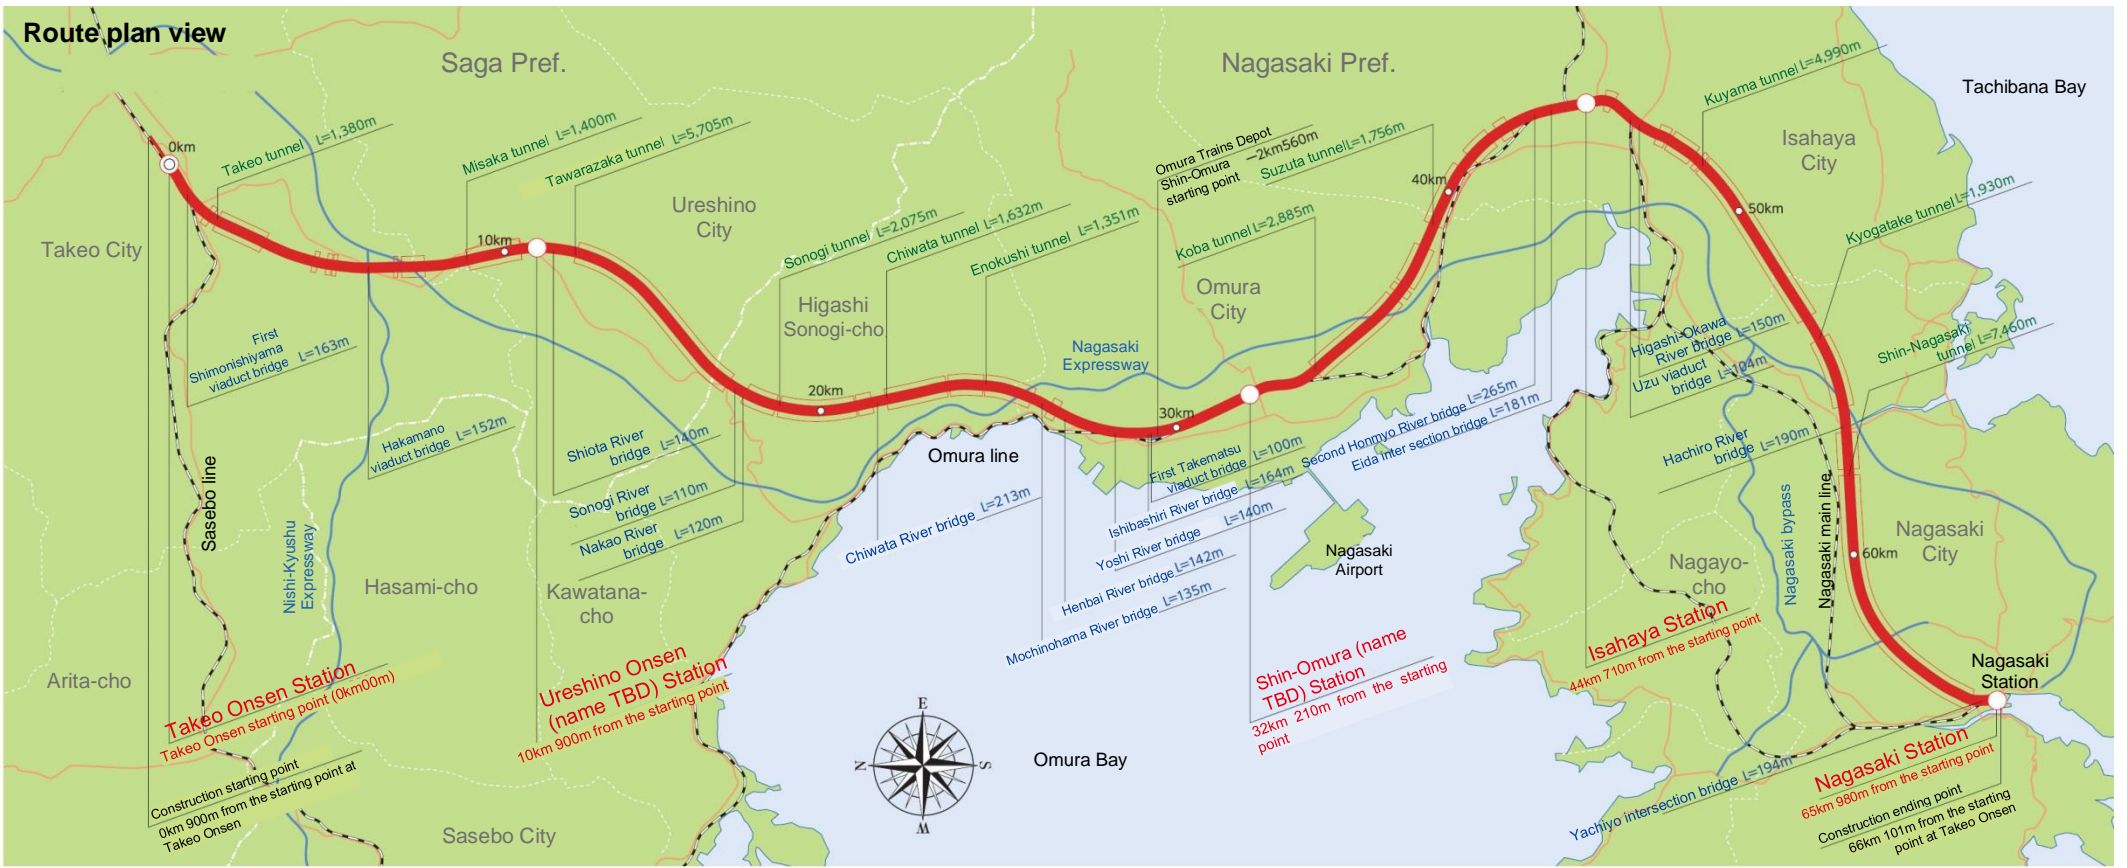 Route plan view
Saga Pref.
Nagasaki Pref.
Tachibana Bay
0km
Takeo tunnel L=1,380m
Misaka tunnel L=1,400m
Tawarazaka tunnel L=5,705m
Ureshino
City
Takeo City
10km
Sonogi tunnel L=2,075m
Chiwata tunnel L=1,632m
Enokushi tunnel L=1,351m
Higashi
Sonogi-cho
Omura Trains Depot
Shin-Omura
starting point
−2km560m
Suzuta tunnel L=1,756m
Koba tunnel L=2,885m
Omura
City
40km
Kuyama tunnel L=4,990m
Isahaya
City
50km
Kyogatake tunnel L=1,930m
Shin-Nagasaki
tunnel L=7,460m
First
Shimonishiyama
viaduct bridge L=163m
Hakamano
viaduct bridge L=152m
Shiota River
bridge L=140m
Sonogi River
bridge L=110m
Nakao River
bridge L=120m
20km
Nagasaki
Expressway
30km
Omura line
Chiwata River bridge L=213m
First Takematsu
viaduct bridge L=100m
Ishibashiri River bridge L=164m
Yoshi River bridge L=140m
Henbai River bridge L=142m
Mochinohama River bridge L=135m
Second Honmyo River bridge L=265m
Eida inter section bridge L=181m
Higashi-Okawa
River bridge L=150m
Uzu viaduct
bridge L=104m
Hachiro River
bridge L=190m
Nagasaki
Airport
Sasebo line
Nishi-Kyushu
Expressway
Hasami-cho
Kawatana-
cho
Arita-cho
Sasebo City
Nagayo-
cho
Nagasaki bypass
Nagasaki main line
60km
Nagasaki
City
Takeo Onsen Station
Takeo Onsen starting point (0km00m)
Construction starting point
0km 900m from the starting point at
Takeo Onsen
Ureshino Onsen
(name TBD) Station
10km 900m from the starting point
E
N
S
W
Omura Bay
Shin-Omura (name
TBD) Station
32km 210m from the starting
point
Isahaya Station
44km 710m from the starting point
Nagasaki
Station
Nagasaki Station
65km 980m from the starting point
Yachiyo intersection bridge L=194m
Construction ending point
66km 101m from the starting
point at Takeo Onsen